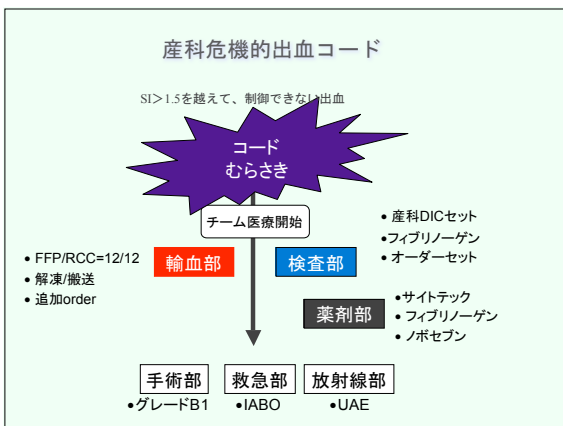 産科危機的出血コード
SI＞1.5を越えて、制御できない出血
コード
むらさき
チーム医療開始
• FFP/RCC=12/12
• 解凍/搬送
• 追加order
輸血部
検査部
• 産科DICセット
•フィブリノーゲン
• オーダーセット
薬剤部
•サイトテック
• フィブリノーゲン
• ノボセブン
手術部
•グレードB1
救急部
•IABO
放射線部
•UAE